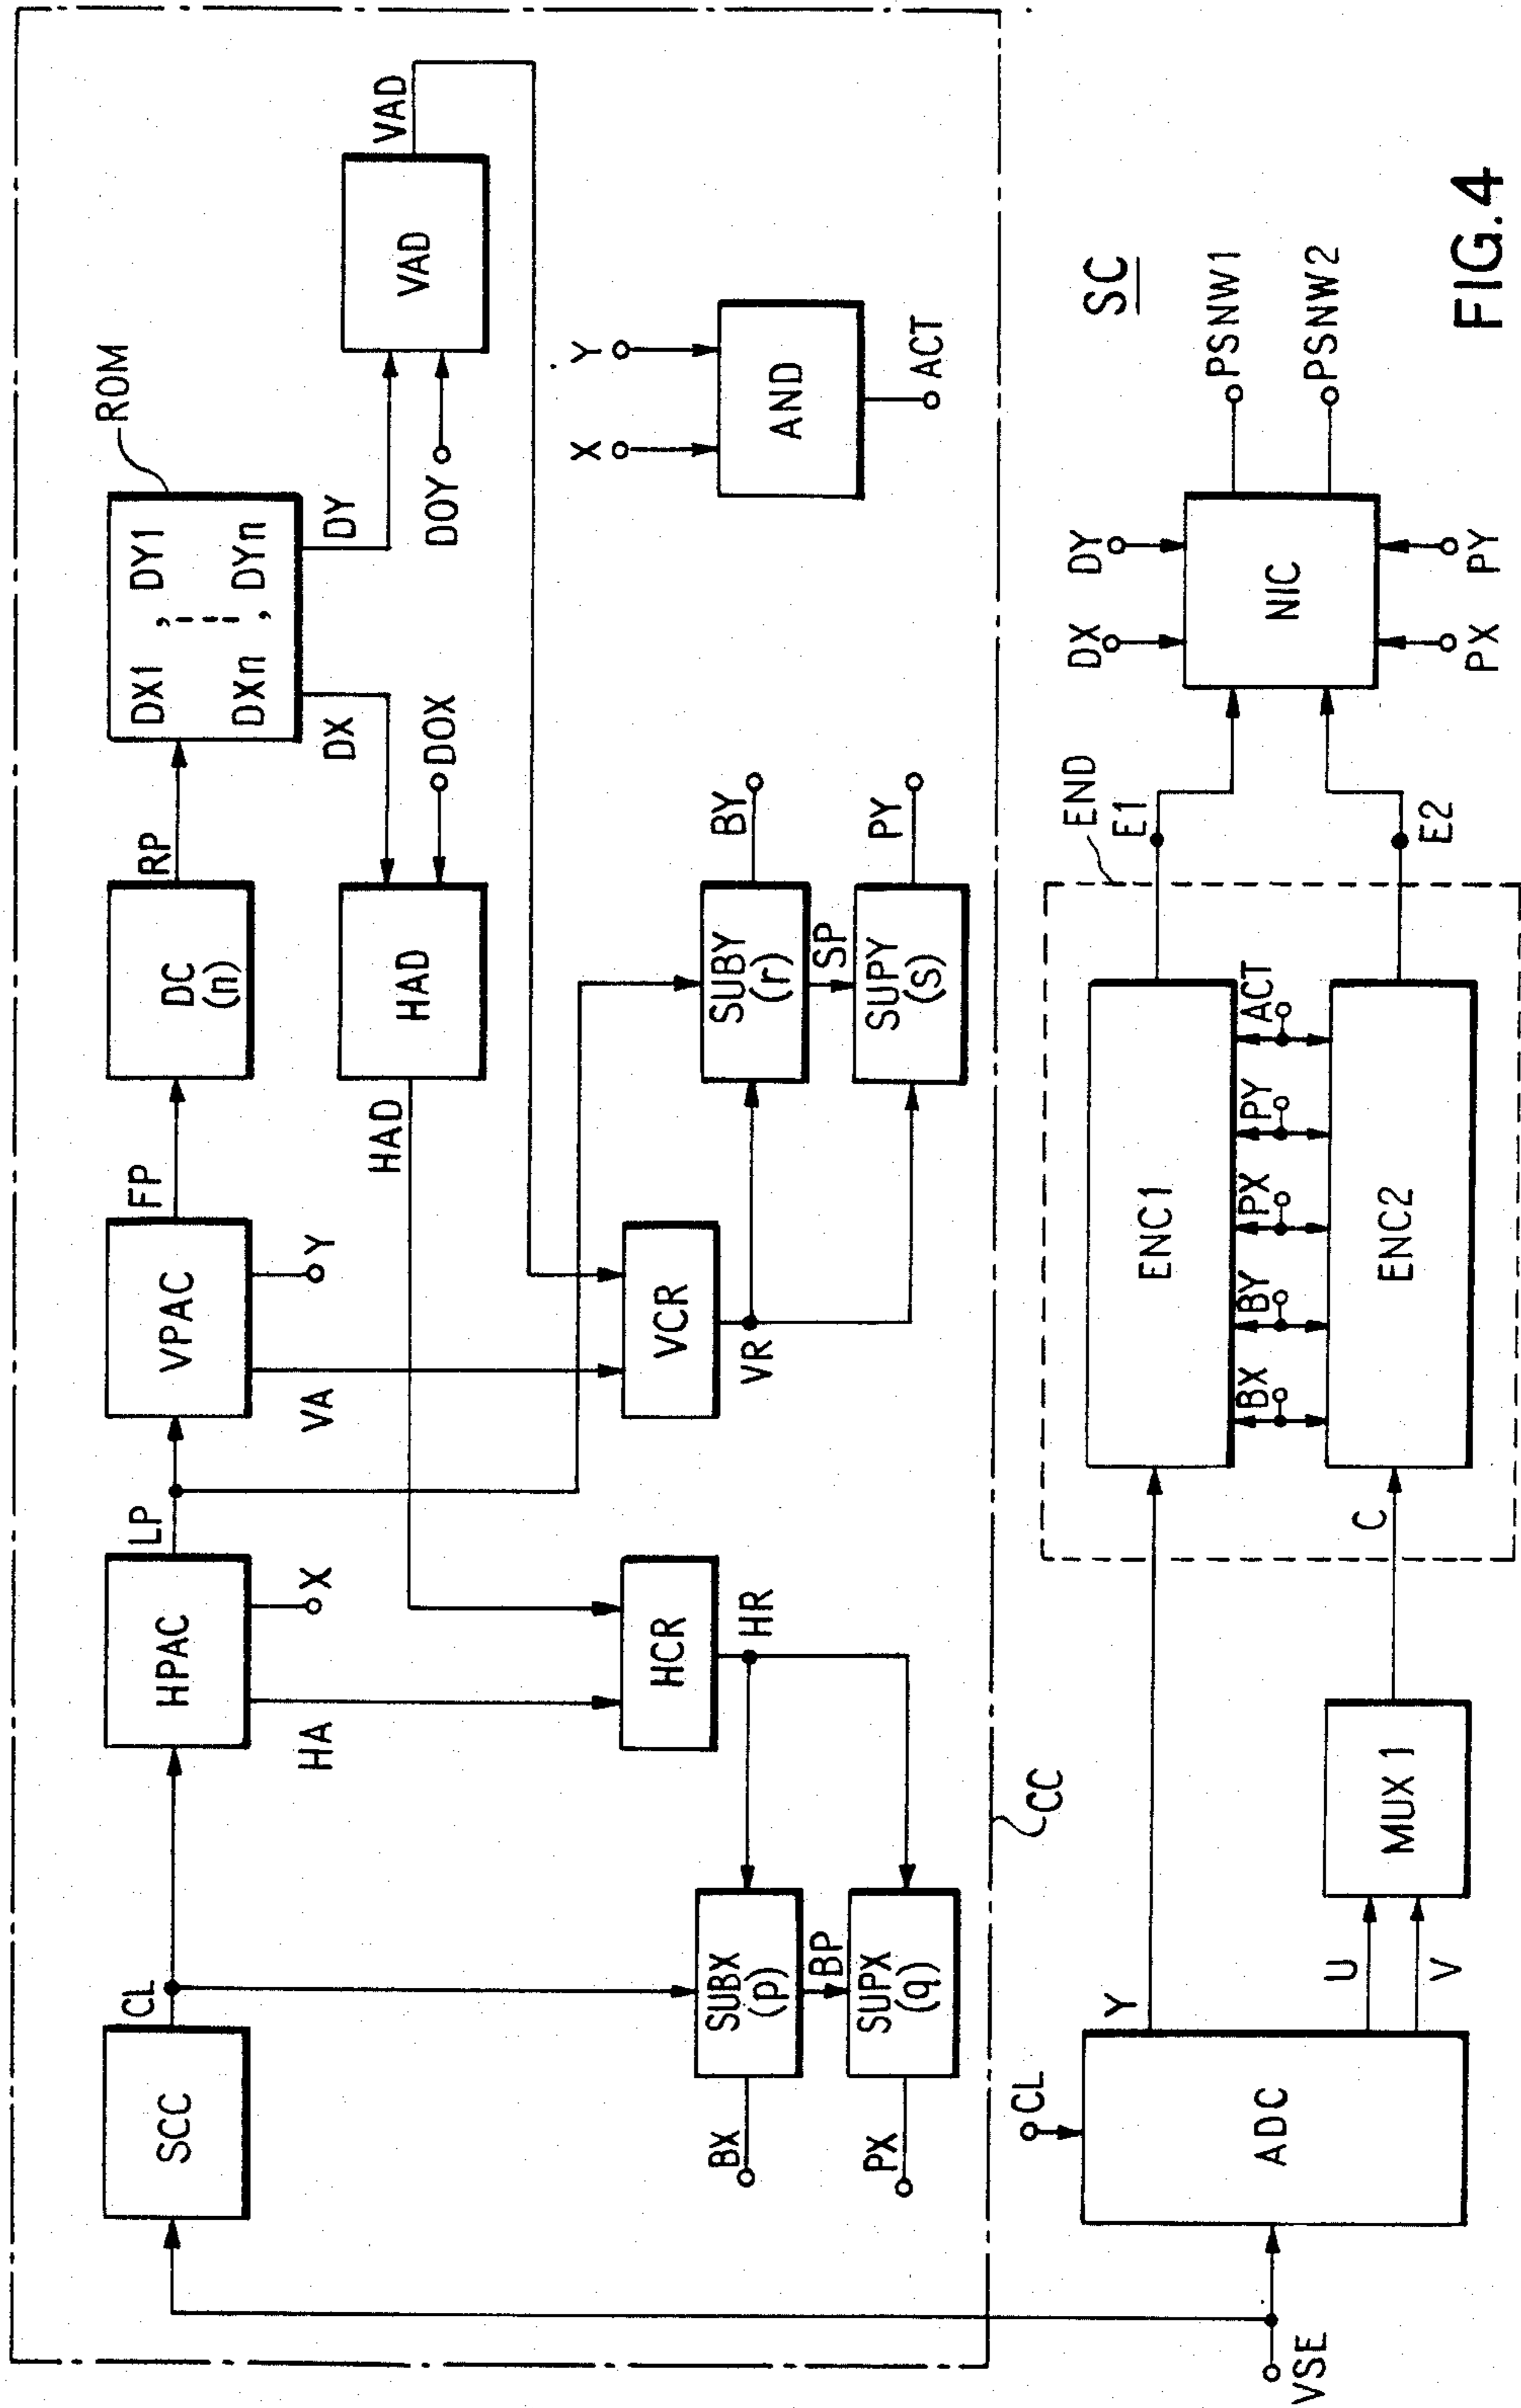 ROM
CL
LP
FP
RP
SCC
HPAC
VPAC
DC
(n)
DX1 , DY1
DXn , DYn
HA
X
VA
Y
DX
DY
HAD
HAD
DOX
DOY
VAD
VAD
HCR
HR
VCR
VR
X
Y
AND
ACT
BX
SUBX
(p)
BP
PX
SUPX
(q)
SUBY
(r)
BY
SP
SUPY
(s)
PY
CC
VSE
CL
ADC
Y
U
V
MUX 1
C
END
ENC1
BX
BY
PX
PY
ACT
ENC2
E1
E2
DX
DY
NIC
PX
PY
PSNW1
PSNW2
SC
FIG.4